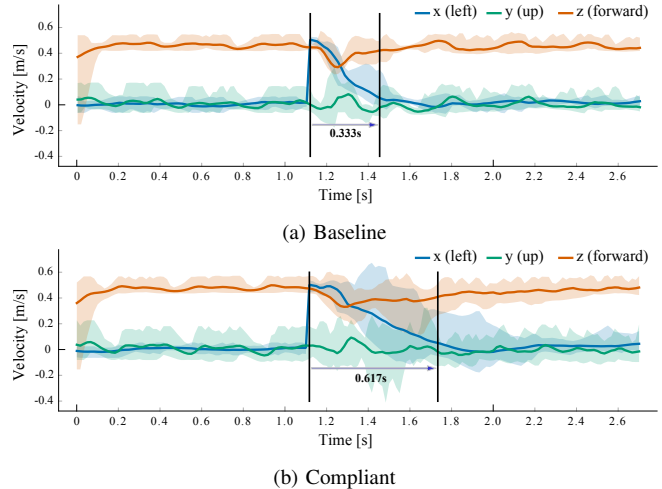 x (left) y (up) z (forward)
Velocity [m/s]
0.6
0.4
0.2
0
-0.2
-0.4
0.333s
0 0.2 0.4 0.6 0.8 1.0 1.2 1.4 1.6 1.8 2.0 2.2 2.4 2.6
Time [s]
(a) Baseline
x (left) y (up) z (forward)
Velocity [m/s]
0.6
0.4
0.2
0
-0.2
-0.4
0.617s
0 0.2 0.4 0.6 0.8 1.0 1.2 1.4 1.6 1.8 2.0 2.2 2.4 2.6
Time [s]
(b) Compliant